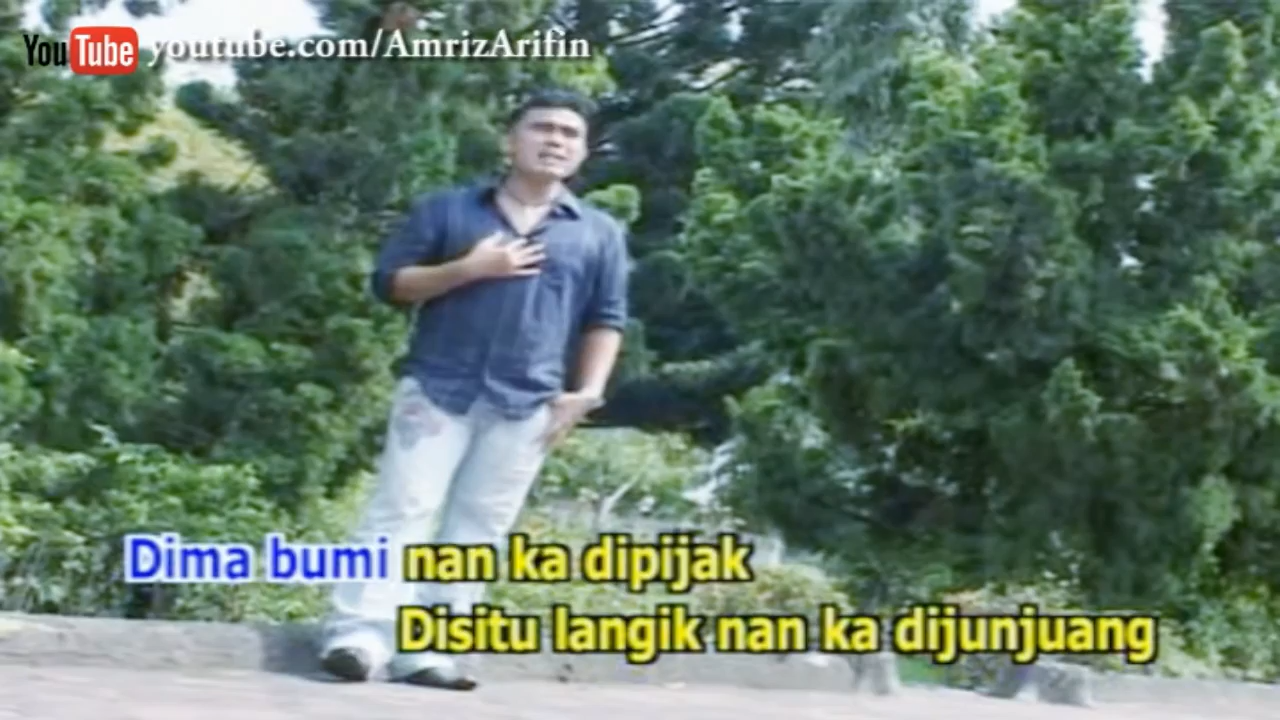 YouTube youtube.com/AmrizArifin
Dima bumi nan ka dipijak
Disitu langik nan ka dijunjuang